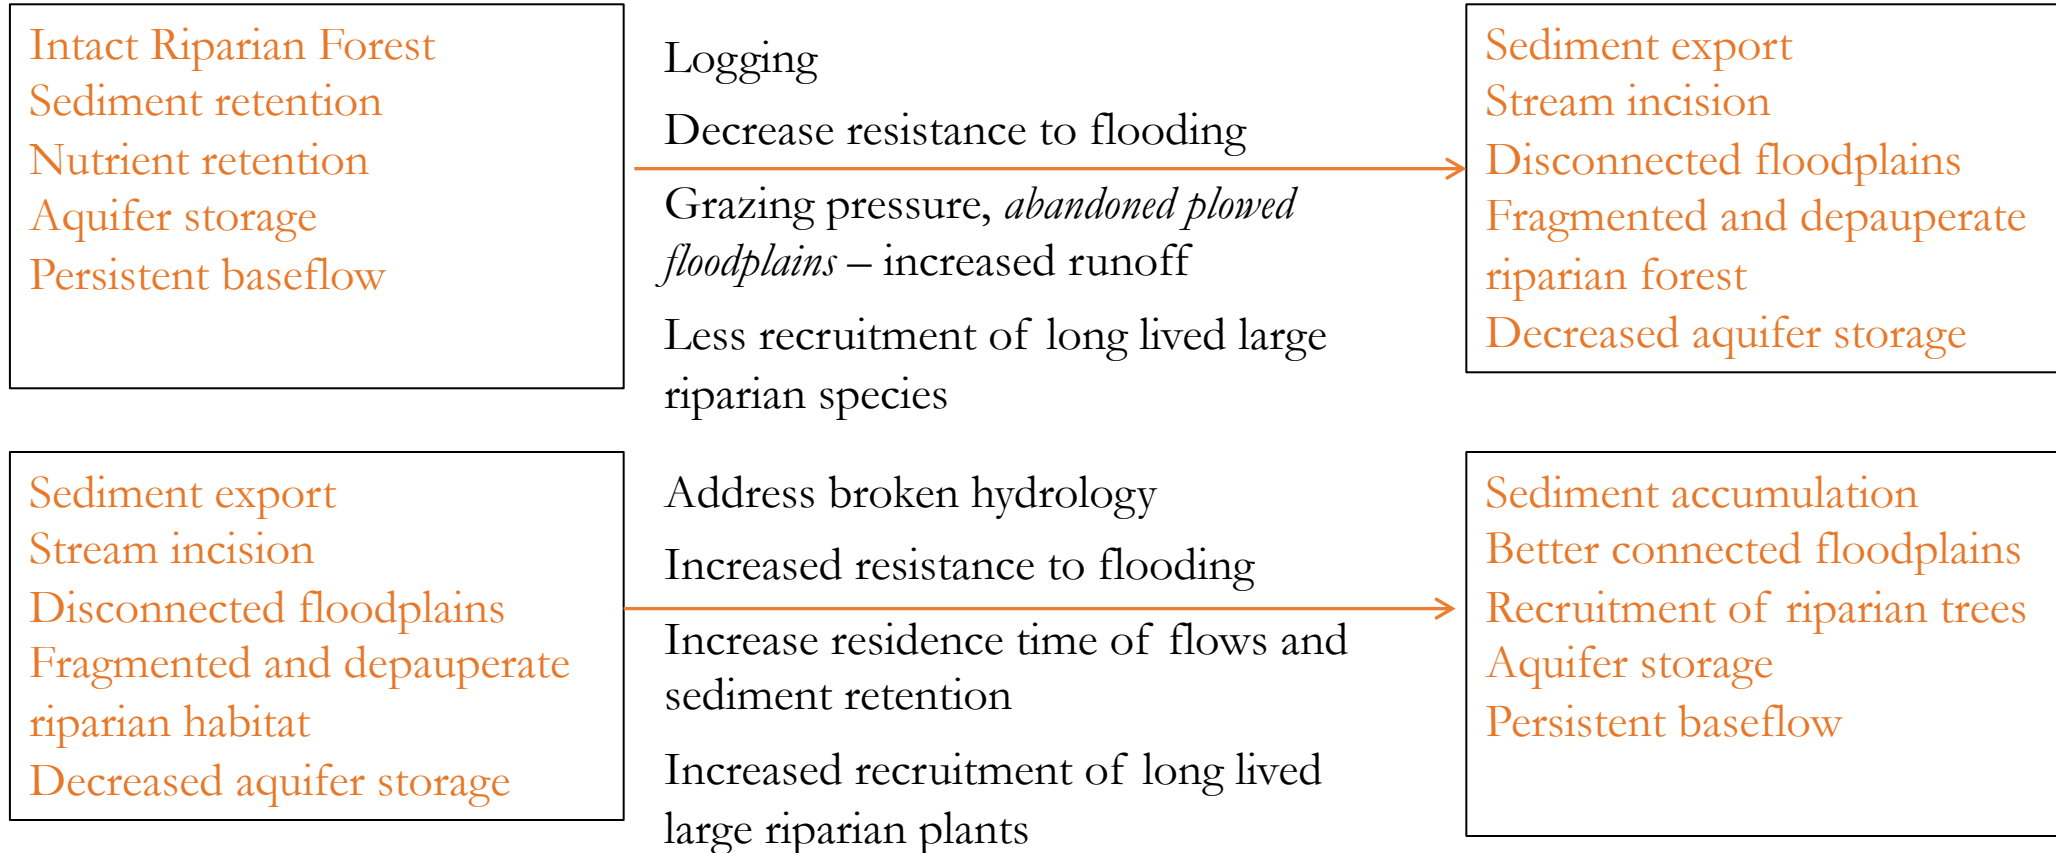 Intact Riparian Forest
Sediment retention
Nutrient retention
Aquifer storage
Persistent baseflow
Logging
Decrease resistance to flooding
Grazing pressure, abandoned plowed
floodplains – increased runoff
Less recruitment of long lived large
riparian species
Sediment export
Stream incision
Disconnected floodplains
Fragmented and depauperate
riparian forest
Decreased aquifer storage
Sediment export
Stream incision
Disconnected floodplains
Fragmented and depauperate
riparian habitat
Decreased aquifer storage
Address broken hydrology
Increased resistance to flooding
Increase residence time of flows and
sediment retention
Increased recruitment of long lived
large riparian plants
Sediment accumulation
Better connected floodplains
Recruitment of riparian trees
Aquifer storage
Persistent baseflow